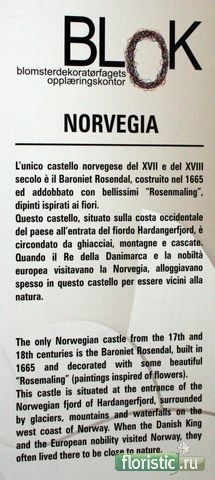 BLOK
blomsterdekoratørfagets
opplæringskontor
NORVEGIA
L'unico castello norvegese del XVII e del XVIII
secolo è il Baroniet Rosendal, costruito nel 1665
ed addobbato con bellissimi "Rosenmaling",
dipinti ispirati ai fiori.
Questo castello, situato sulla costa occidentale
del paese all'entrata del fiordo Hardangerfjord, è
circondato da ghiacciai, montagne e cascate.
Quando il Re della Danimarca e la nobiltà
europea visitavano la Norvegia, alloggiavano
spesso in questo castello per essere vicini alla
natura.
The only Norwegian castle from the 17th and
18th centuries is the Baroniet Rosendal, built in
1665 and decorated with some beautiful
"Rosemaling" (paintings inspired of flowers).
This castle is situated at the entrance of the
Norwegian fjord of Hardangerfjord, surrounded
by glaciers, mountains and waterfalls on the
west coast of Norway. When the Danish King
and the European nobility visited Norway, they
often lived there to be close to nature.
floristic.ru